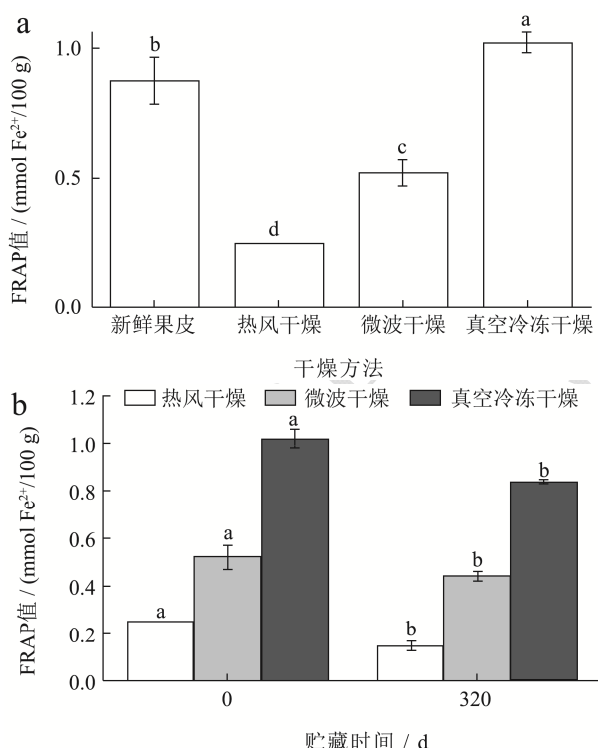 a
FRAP值 / (mmol Fe²⁺/100 g)
1.0
0.5
0.0
b
d
c
a
新鲜果皮 热风干燥 微波干燥 真空冷冻干燥
干燥方法
b
FRAP值 / (mmol Fe²⁺/100 g)
1.2
1.0
0.8
0.6
0.4
0.2
0.0
热风干燥 微波干燥 真空冷冻干燥
a
a
a
b
b
b
0 320
贮藏时间 / d